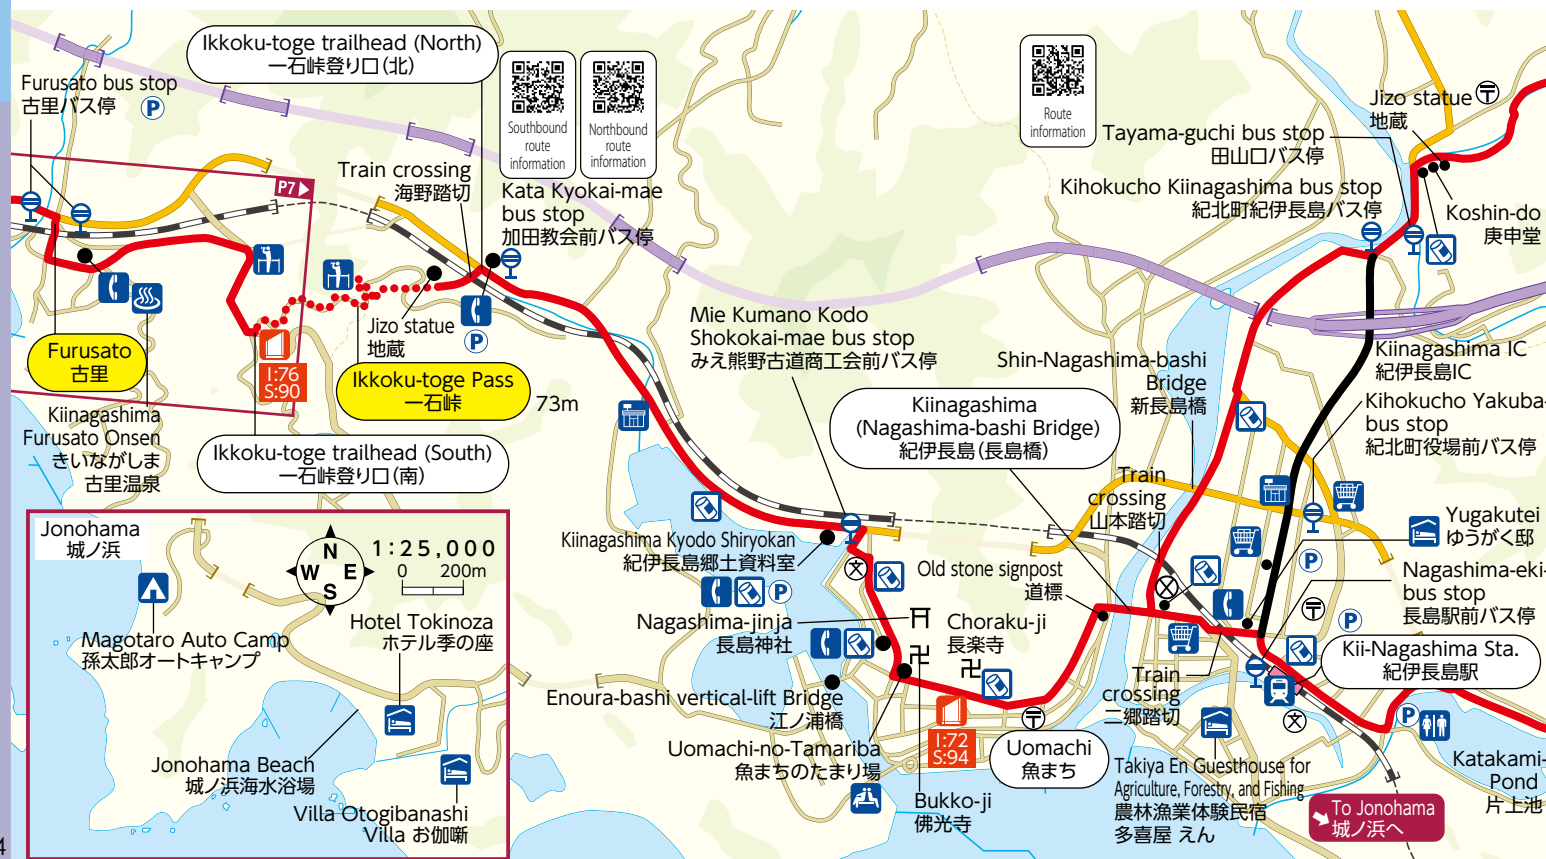 Ikkoku-toge trailhead (North)
一石峠登り口(北)
Furusato bus stop
古里バス停
P
Southbound
route
information
Northbound
route
information
Route
information
Jizo statue
地蔵
Tayama-guchi bus stop
田山口バス停
Train crossing
海野踏切
P7
Kata Kyokai-mae
bus stop
加田教会前バス停
Kihokucho Kiinagashima bus stop
紀北町紀伊長島バス停
Koshin-do
庚申堂
Jizo statue
地蔵
P
Mie Kumano Kodo
Shokokai-mae bus stop
みえ熊野古道商工会前バス停
Furusato
古里
I:76
S:90
Ikkoku-toge Pass
一石峠
73m
Shin-Nagashima-bashi
Bridge
新長島橋
Kiinagashima IC
紀伊長島IC
Kiinagashima
Furusato Onsen
きいながしま
古里温泉
Ikkoku-toge trailhead (South)
一石峠登り口(南)
Kiinagashima
(Nagashima-bashi Bridge)
紀伊長島(長島橋)
Kihokucho Yakuba-
bus stop
紀北町役場前バス停
Train
crossing
山本踏切
Jonohama
城ノ浜
N
W E
S
1:25,000
0 200m
Kiinagashima Kyodo Shiryokan
紀伊長島郷土資料室
P
文
Old stone signpost
道標
Yugakutei
ゆうがく邸
P
Nagashima-eki-
bus stop
長島駅前バス停
P
Magotaro Auto Camp
孫太郎オートキャンプ
Hotel Tokinoza
ホテル季の座
Nagashima-jinja
長島神社
Choraku-ji
長楽寺
Kii-Nagashima Sta.
紀伊長島駅
Train
crossing
二郷踏切
文
P
Enoura-bashi vertical-lift Bridge
江ノ浦橋
I:72
S:94
Uomachi
魚まち
Uomachi-no-Tamariba
魚まちのたまり場
Bukko-ji
佛光寺
Takiya En Guesthouse for
Agriculture, Forestry, and Fishing
農林漁業体験民宿
多喜屋 えん
Katakami-
Pond
片上池
To Jonohama
城ノ浜へ
Jonohama Beach
城ノ浜海水浴場
Villa Otogibanashi
Villa お伽噺
4